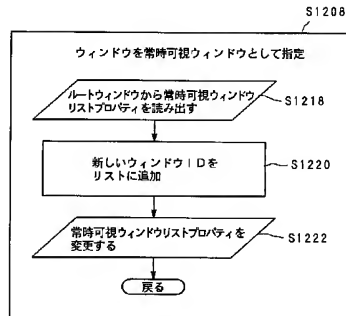 S1208
ウィンドウを常時可視ウィンドウとして指定
ルートウィンドウから常時可視ウィンドウ
リストプロパティを読み出す
S1218
新しいウィンドウIDを
リストに追加
S1220
常時可視ウィンドウリストプロパティを
変更する
S1222
戻る